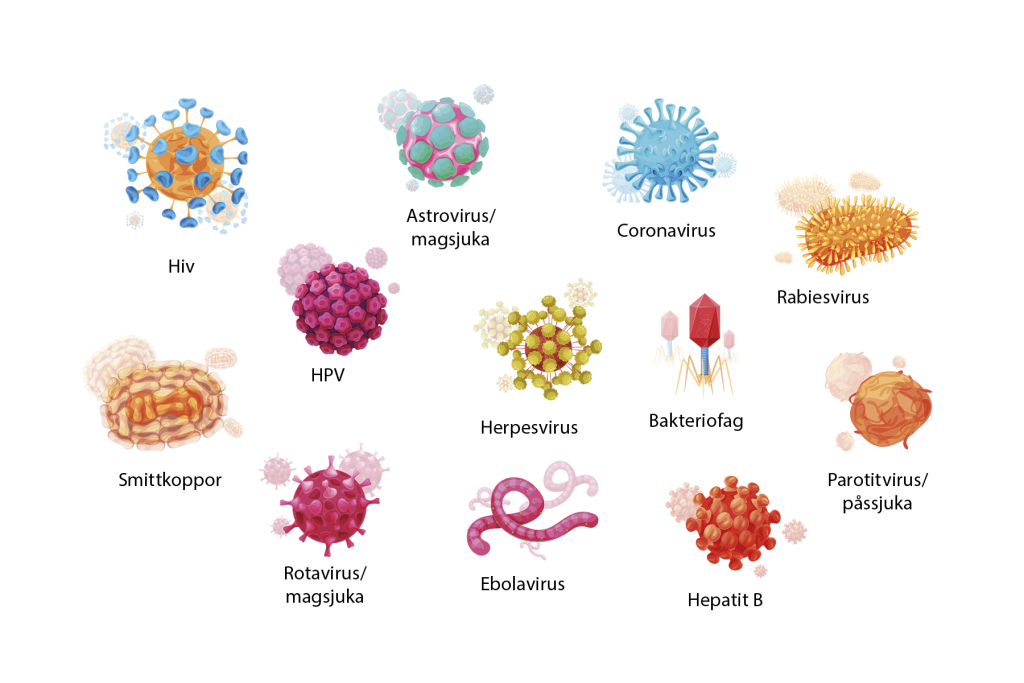 Astrovirus/
magsjuka
Coronavirus
Hiv
Rabiesvirus
HPV
Herpesvirus
Bakteriofag
Smittkoppor
Parotitvirus/
påssjuka
Rotavirus/
magsjuka
Ebolavirus
Hepatit B